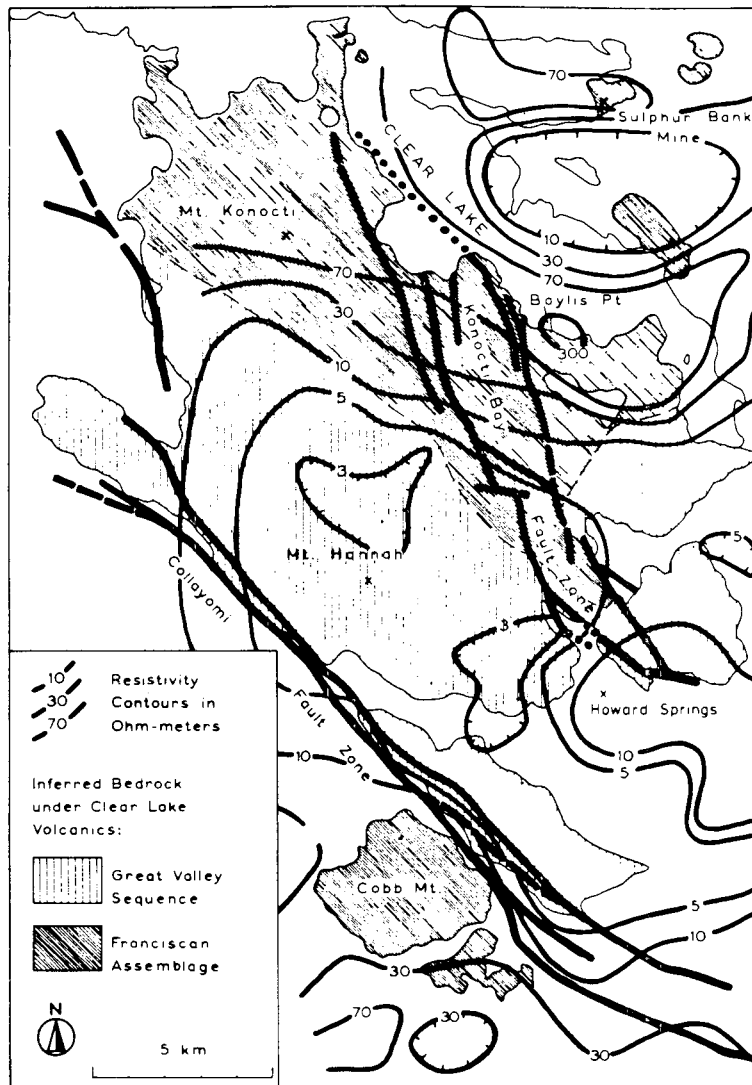 70
70
Sulphur Bank
Mine
CLEAR LAKE
Mt. Konocti
10
30
70
70
Baylis Pt
30
300
Konocti Bay
10
5
3
5
Mt. Hannah
Fault Zone
Collayomi
3
Howard Springs
Fault Zone
10
10
5
10
30
70
Resistivity
Contours in
Ohm-meters
Inferred Bedrock
under Clear Lake
Volcanics:
Great Valley
Sequence
Franciscan
Assemblage
N
5 km
Cobb Mt.
5
10
30
70
30
30